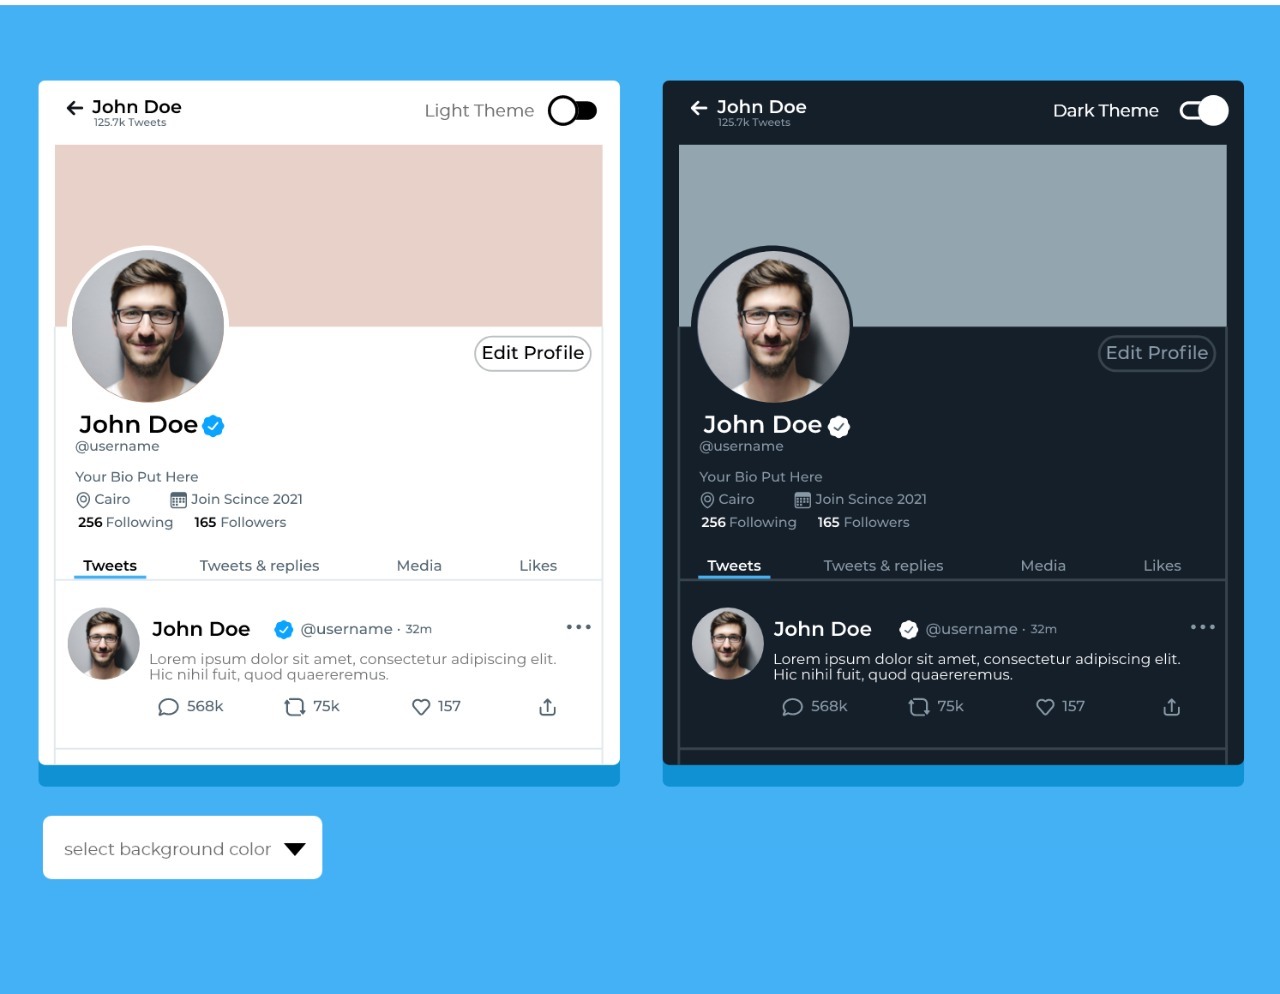 John Doe
125.7k Tweets
Light Theme
Edit Profile
John Doe
@username
Your Bio Put Here
Cairo Join Scince 2021
256 Following 165 Followers
Tweets Tweets & replies Media Likes
John Doe @username · 32m
Lorem ipsum dolor sit amet, consectetur adipiscing elit.
Hic nihil fuit, quod quaereremus.
568k 75k 157
John Doe
125.7k Tweets
Dark Theme
Edit Profile
John Doe
@username
Your Bio Put Here
Cairo Join Scince 2021
256 Following 165 Followers
Tweets Tweets & replies Media Likes
John Doe @username · 32m
Lorem ipsum dolor sit amet, consectetur adipiscing elit.
Hic nihil fuit, quod quaereremus.
568k 75k 157
select background color